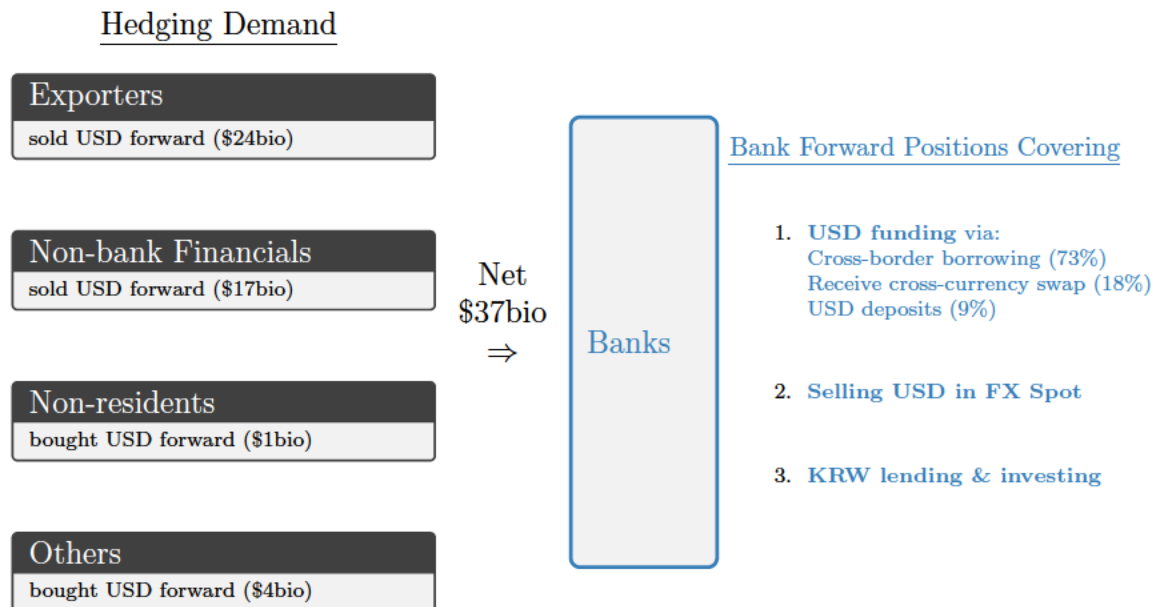 Hedging Demand
Exporters
sold USD forward ($24bio)
Non-bank Financials
sold USD forward ($17bio)
Non-residents
bought USD forward ($1bio)
Others
bought USD forward ($4bio)
Net
$37bio
⇒
Banks
Bank Forward Positions Covering
1. USD funding via:
Cross-border borrowing (73%)
Receive cross-currency swap (18%)
USD deposits (9%)
2. Selling USD in FX Spot
3. KRW lending & investing